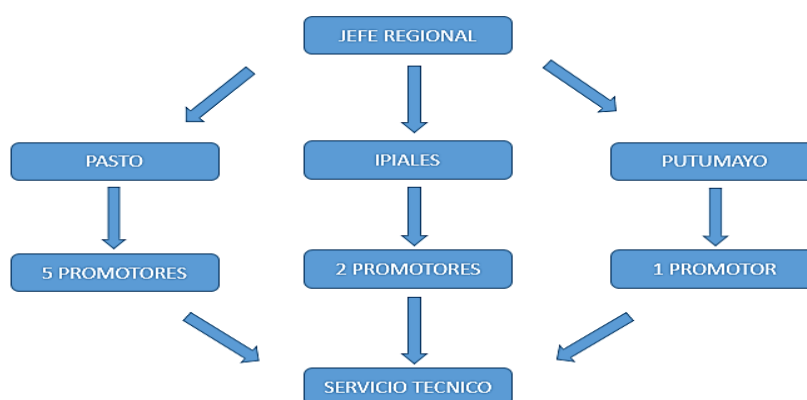 JEFE REGIONAL
PASTO
IPIALES
PUTUMAYO
5 PROMOTORES
2 PROMOTORES
1 PROMOTOR
SERVICIO TECNICO